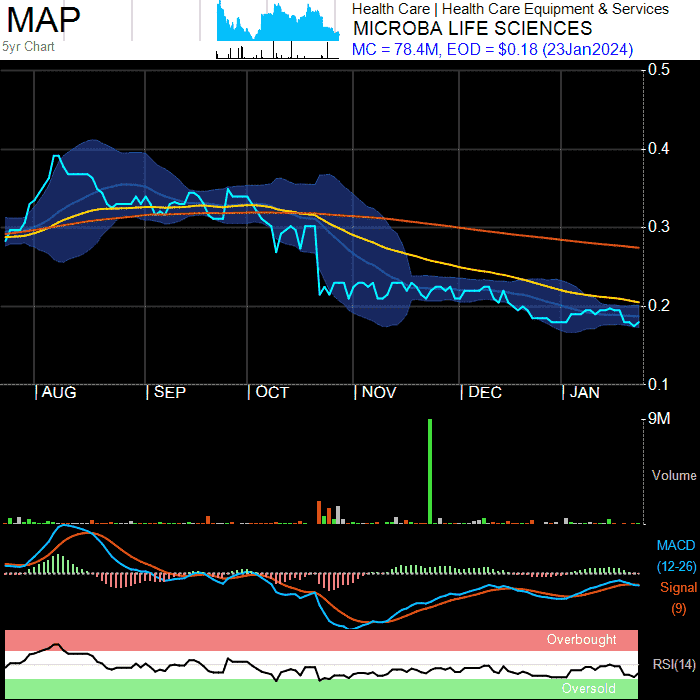 MAP
5yr Chart
Health Care | Health Care Equipment & Services
MICROBA LIFE SCIENCES
MC = 78.4M, EOD = $0.18 (23Jan2024)
0.5
0.4
0.3
0.2
0.1
| AUG | SEP | OCT | NOV | DEC | JAN
9M
Volume
MACD
(12-26)
Signal
(9)
Overbought
RSI(14)
Oversold